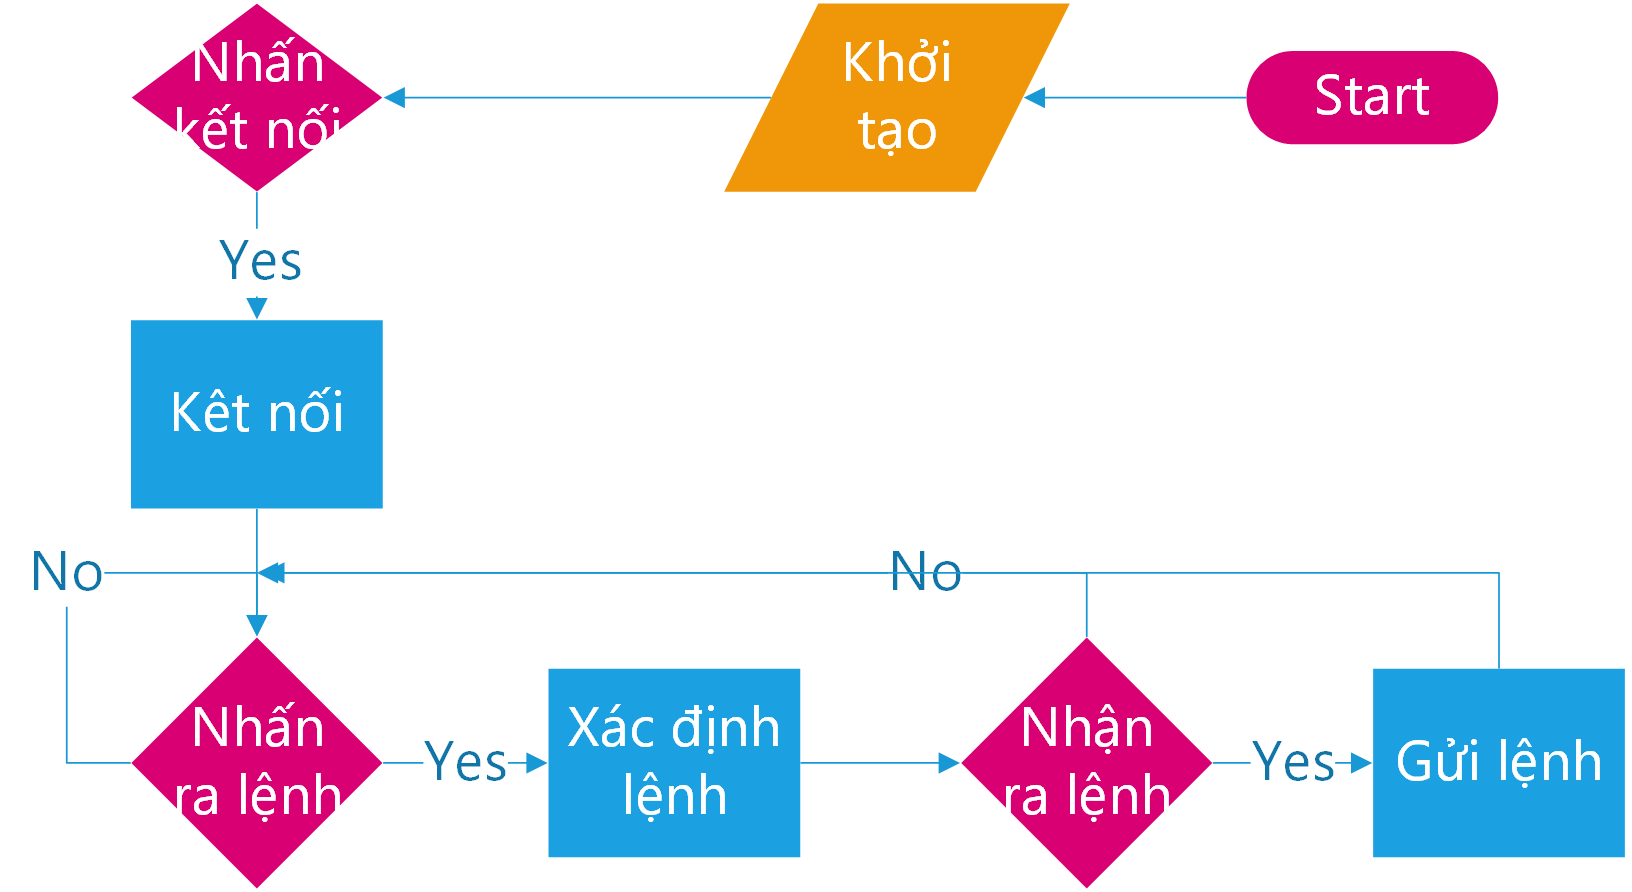 Nhấn
kết nối
Khởi
tạo
Start
Yes
Kêt nối
No
No
Nhấn
ra lệnh
Yes
Xác định
lệnh
Nhận
ra lệnh
Yes
Gửi lệnh